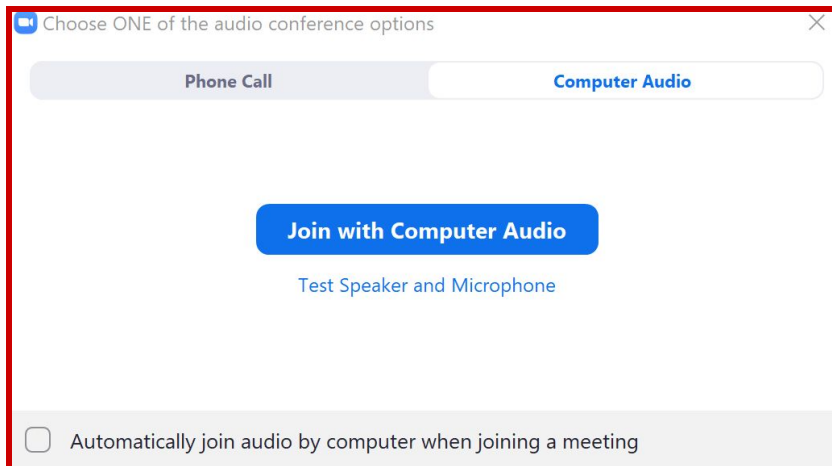 Choose ONE of the audio conference options
Phone Call
Computer Audio
Join with Computer Audio
Test Speaker and Microphone
Automatically join audio by computer when joining a meeting